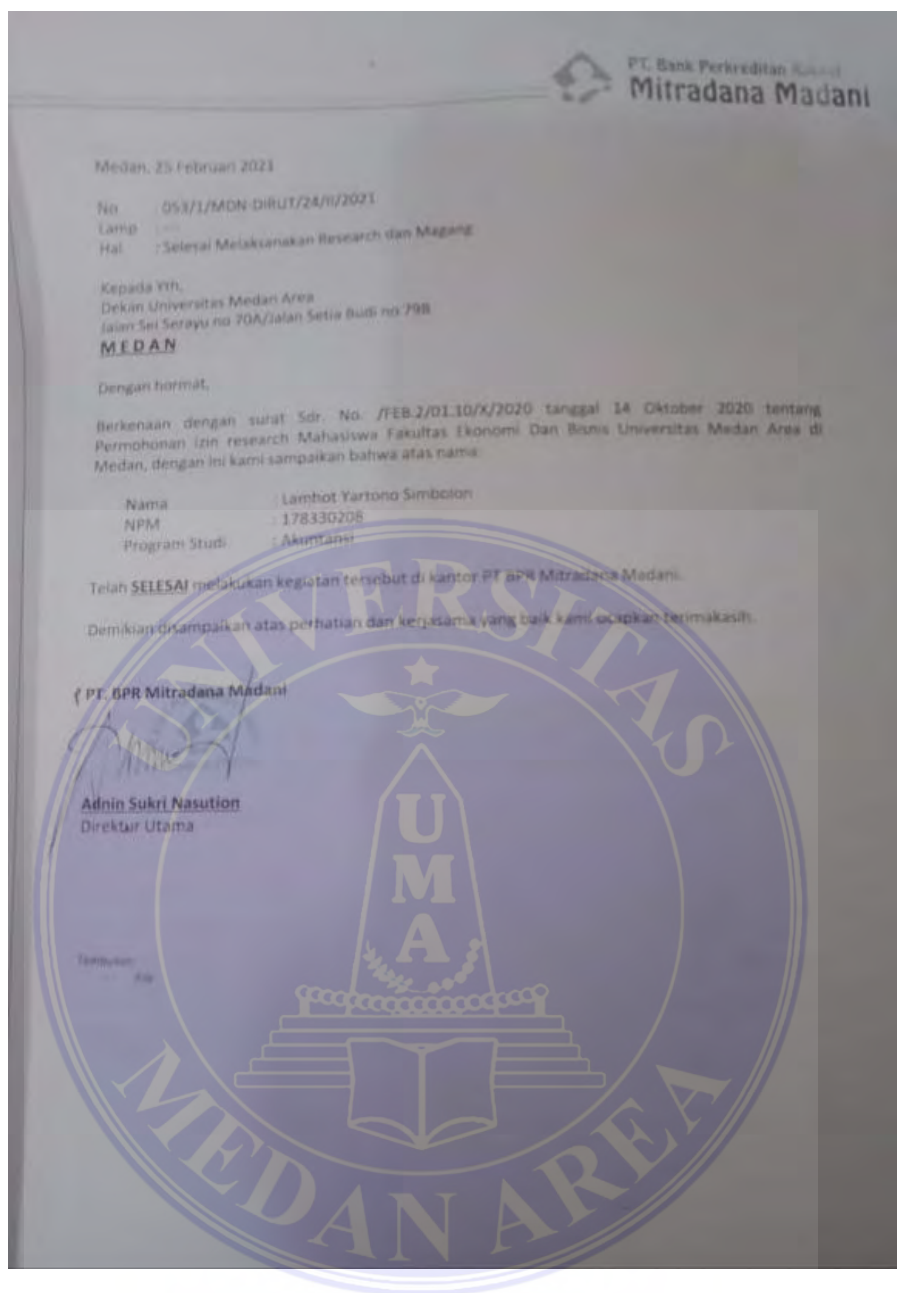 PT. Bank Perkreditan
Mitradana Madani
Medan, 25 Februari 2021
No : 053/1/MDN-DIRUT/24/II/2021
Lamp :
Hal : Selesai Melaksanakan Research dan Magang
Kepada Yth,
Dekan Universitas Medan Area
Jalan Sei Serayu no 70A/Jalan Setia Budi no 79B
MEDAN
Dengan hormat,
Berkenaan dengan surat Sdr. No. /FEB.2/01.10/X/2020 tanggal 14 Oktober 2020 tentang
Permohonan izin research Mahasiswa Fakultas Ekonomi Dan Bisnis Universitas Medan Area di
Medan, dengan ini kami sampaikan bahwa atas nama
Nama : Lamhot Yartono Simbolon
NPM : 178330208
Program Studi : Akuntansi
Telah SELESAI melakukan kegiatan tersebut di kantor PT BPR Mitradana Madani.
Demikian disampaikan atas perhatian dan kerjasama yang baik kami ucapkan terimakasih.
PT. BPR Mitradana Madani
Adnin Sukri Nasution
Direktur Utama
Tembusan:
UNIVERSITAS
UMA
MEDAN AREA